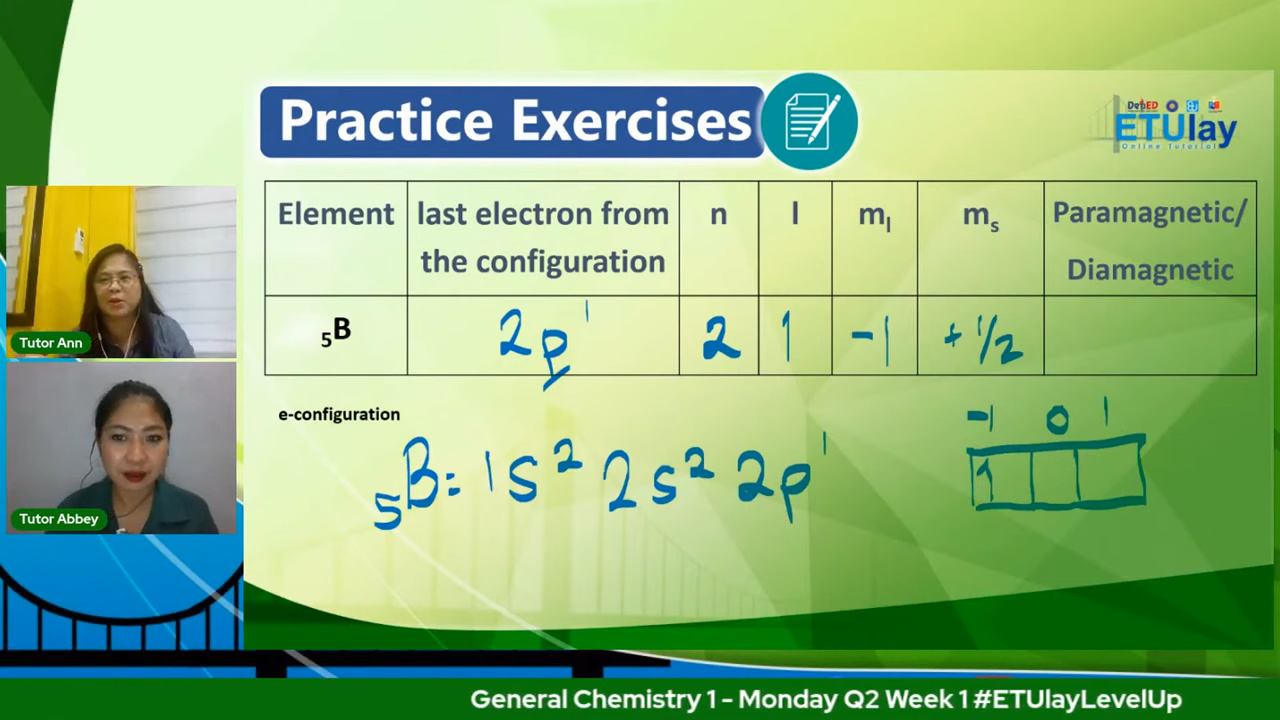 Practice Exercises
DepED
ETUlay
Online Tutorial
Element last electron from the configuration n l mₗ mₛ Paramagnetic/ Diamagnetic
₅B 2p¹ 2 1 -1 +1/2
e-configuration
-1 0 1
₅B = 1s² 2s² 2p¹
1
Tutor Ann
Tutor Abbey
General Chemistry 1 - Monday Q2 Week 1 #ETUlayLevelUp